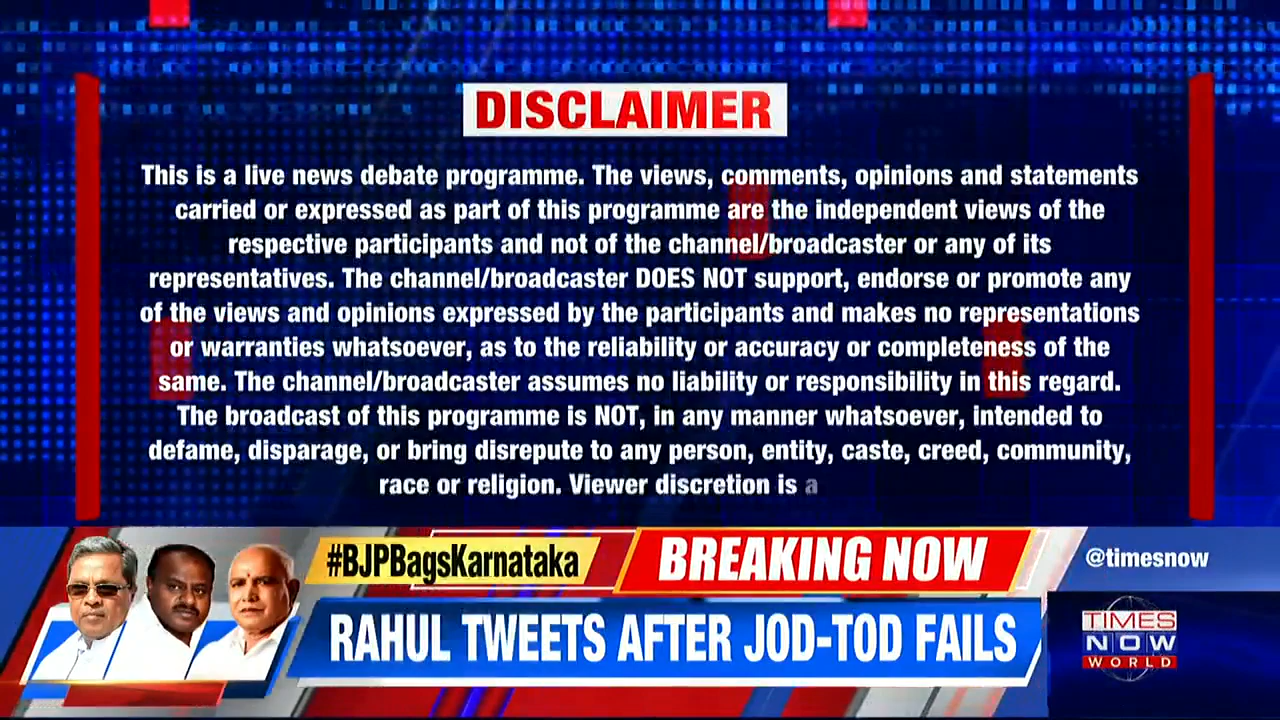 DISCLAIMER
This is a live news debate programme. The views, comments, opinions and statements
carried or expressed as part of this programme are the independent views of the
respective participants and not of the channel/broadcaster or any of its
representatives. The channel/broadcaster DOES NOT support, endorse or promote any
of the views and opinions expressed by the participants and makes no representations
or warranties whatsoever, as to the reliability or accuracy or completeness of the
same. The channel/broadcaster assumes no liability or responsibility in this regard.
The broadcast of this programme is NOT, in any manner whatsoever, intended to
defame, disparage, or bring disrepute to any person, entity, caste, creed, community,
race or religion. Viewer discretion is a
#BJPBagsKarnataka
BREAKING NOW
@timesnow
RAHUL TWEETS AFTER JOD-TOD FAILS
TIMES
NOW
WORLD